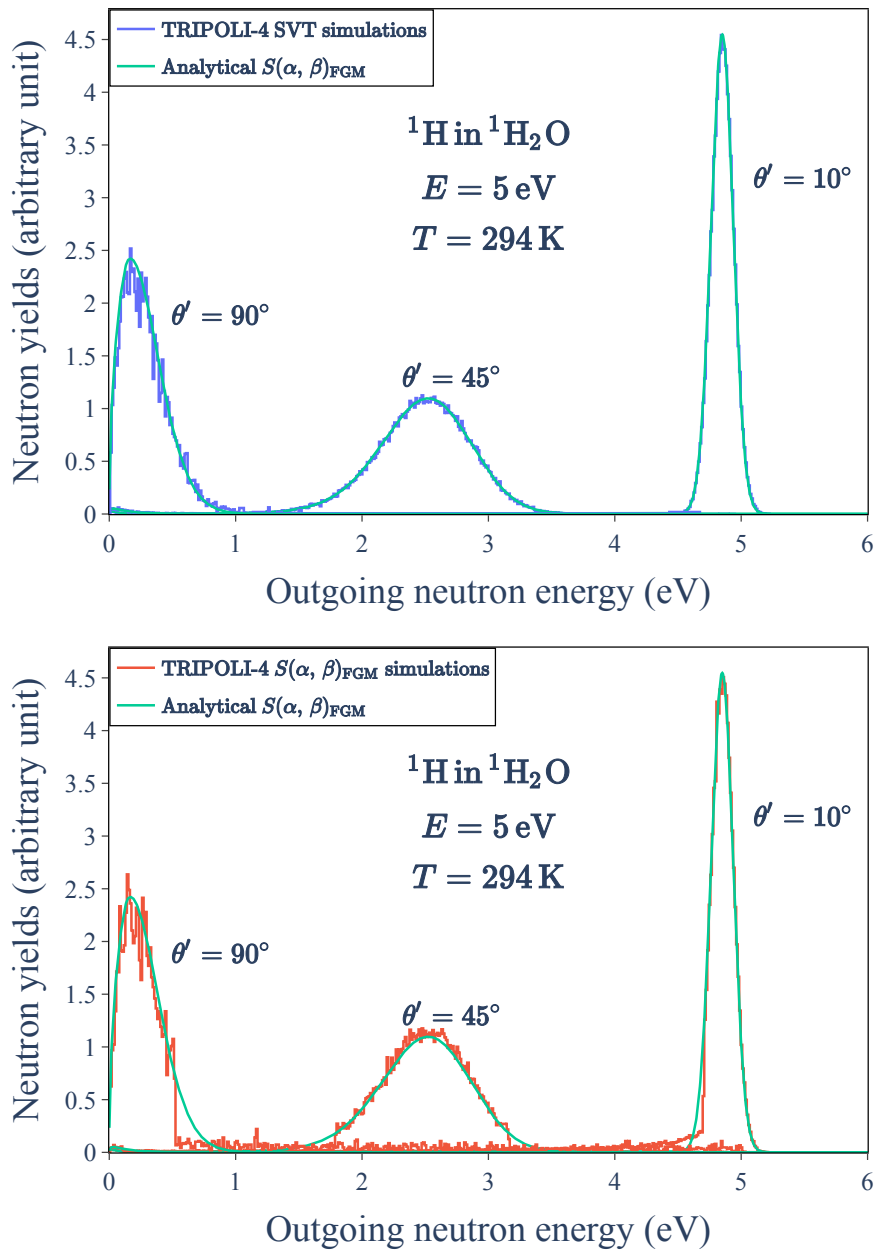 TRIPOLI-4 SVT simulations
Analytical S(α, β)FGM
¹H in ¹H₂O
E = 5 eV
T = 294 K
θ′ = 10°
θ′ = 90°
θ′ = 45°
4.5
4
3.5
3
2.5
2
1.5
1
0.5
0
0 1 2 3 4 5 6
Neutron yields (arbitrary unit)
Outgoing neutron energy (eV)
TRIPOLI-4 S(α, β)FGM simulations
Analytical S(α, β)FGM
¹H in ¹H₂O
E = 5 eV
T = 294 K
θ′ = 10°
θ′ = 90°
θ′ = 45°
4.5
4
3.5
3
2.5
2
1.5
1
0.5
0
0 1 2 3 4 5 6
Neutron yields (arbitrary unit)
Outgoing neutron energy (eV)